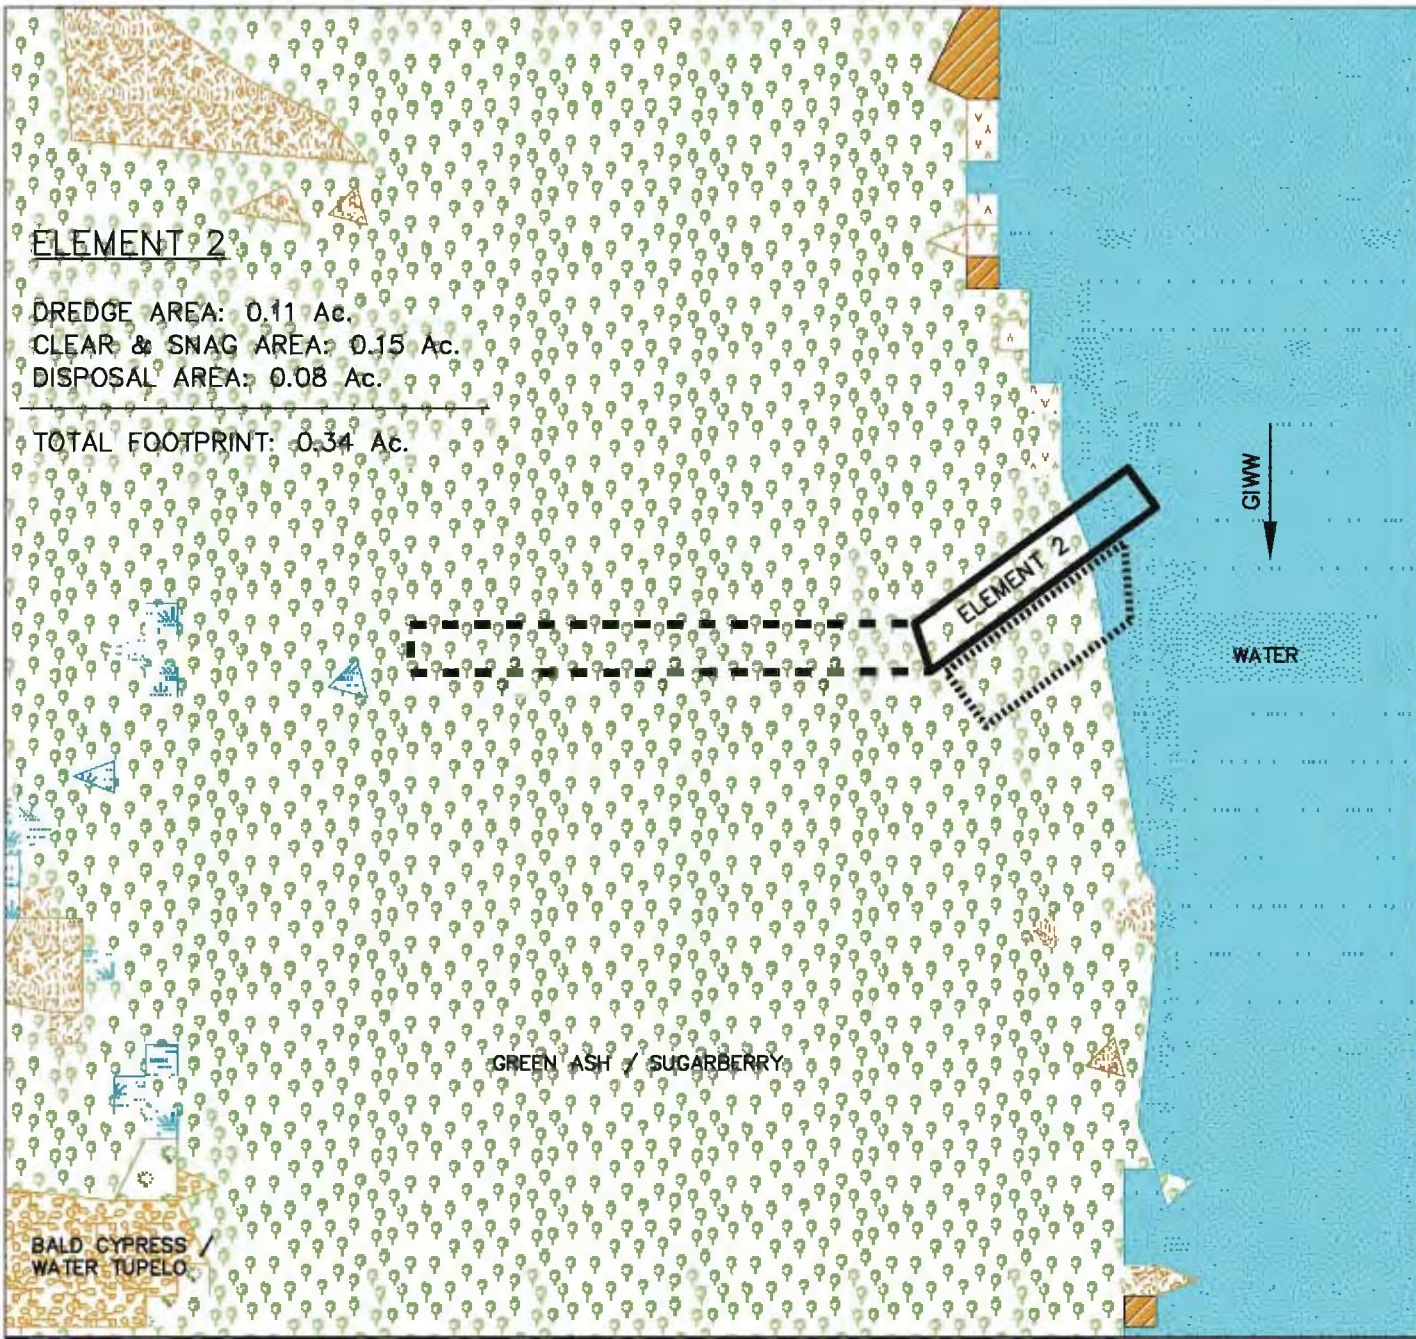 ELEMENT 2
DREDGE AREA: 0.11 Ac.
CLEAR & SNAG AREA: 0.15 Ac.
DISPOSAL AREA: 0.08 Ac.
TOTAL FOOTPRINT: 0.34 Ac.
GIWW
ELEMENT 2
WATER
GREEN ASH / SUGARBERRY
BALD CYPRESS /
WATER TUPELO